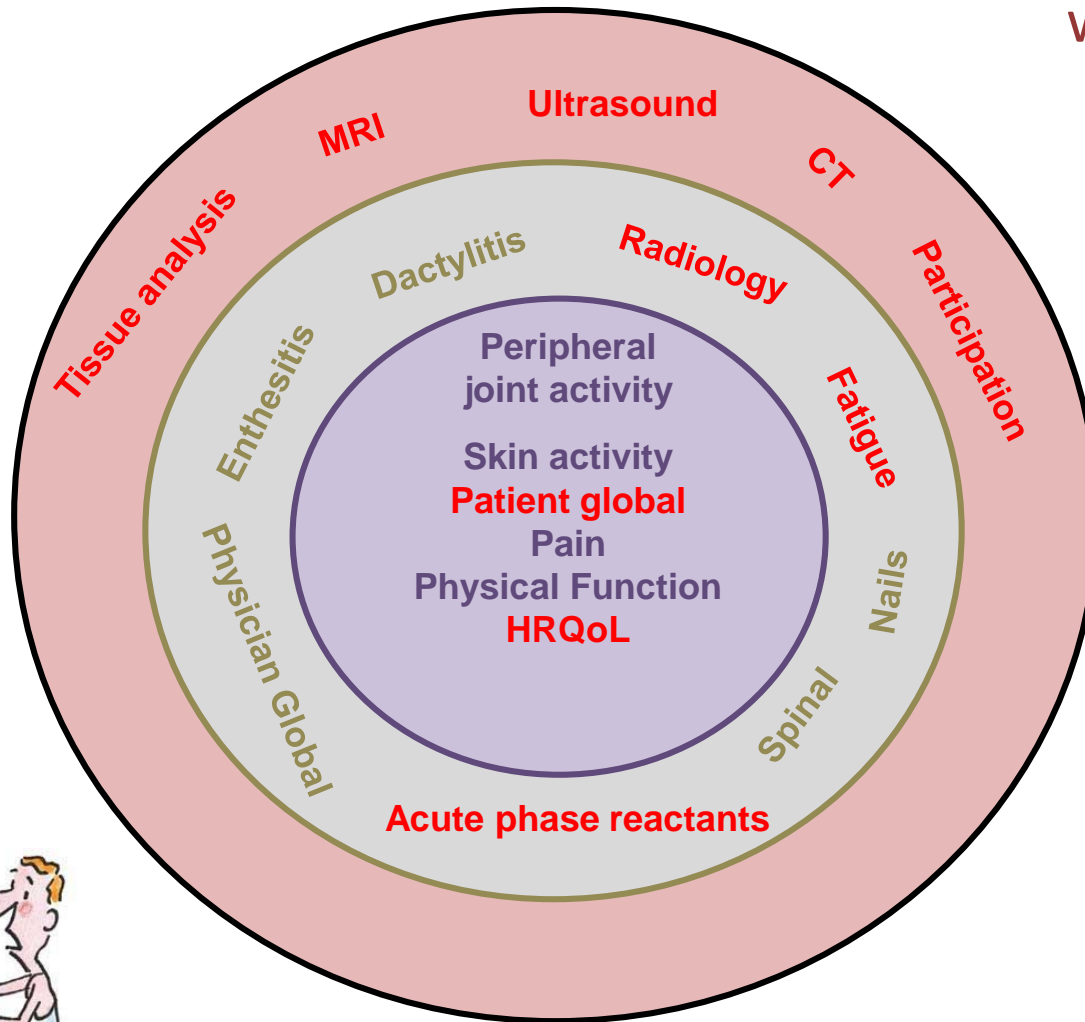 V
Ultrasound
MRI
CT
Tissue analysis
Participation
Dactylitis
Radiology
Enthesitis
Fatigue
Physician Global
Nails
Spinal
Acute phase reactants
Peripheral
joint activity
Skin activity
Patient global
Pain
Physical Function
HRQoL